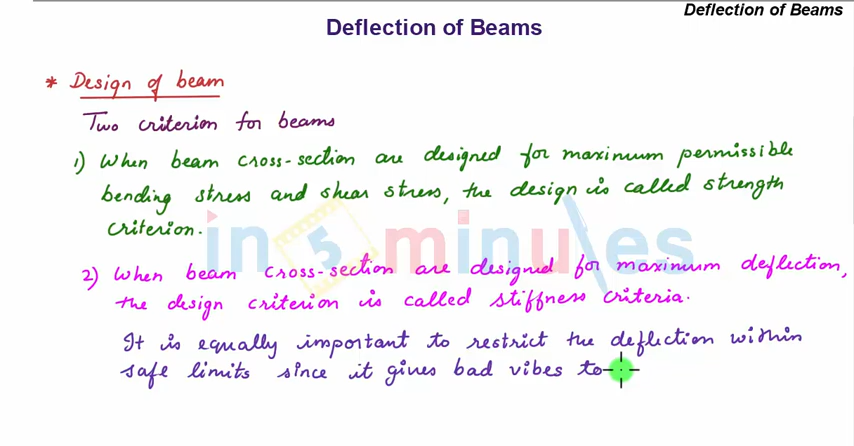 Deflection of Beams
Deflection of Beams
* Design of beam
Two criterion for beams
1) When beam cross-section are designed for maximum permissible
bending stress and shear stress, the design is called strength
criterion.
in 5 minutes
2) When beam cross-section are designed for maximum deflection,
the design criterion is called stiffness criteria.
It is equally important to restrict the deflection within
safe limits since it gives bad vibes to